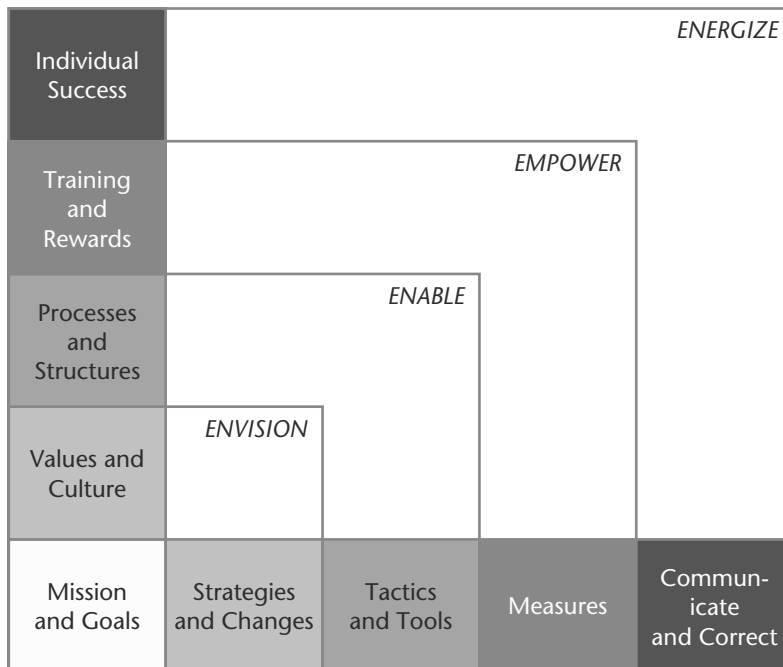 ENERGIZE
Individual
Success
EMPOWER
Training
and
Rewards
ENABLE
Processes
and
Structures
ENVISION
Values and
Culture
Mission
and Goals
Strategies
and Changes
Tactics
and Tools
Measures
Commun-
icate
and Correct